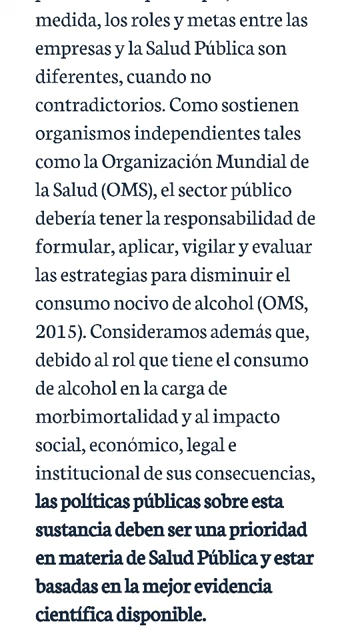 medida, los roles y metas entre las
empresas y la Salud Pública son
diferentes, cuando no
contradictorios. Como sostienen
organismos independientes tales
como la Organización Mundial de
la Salud (OMS), el sector público
debería tener la responsabilidad de
formular, aplicar, vigilar y evaluar
las estrategias para disminuir el
consumo nocivo de alcohol (OMS,
2015). Consideramos además que,
debido al rol que tiene el consumo
de alcohol en la carga de
morbimortalidad y al impacto
social, económico, legal e
institucional de sus consecuencias,
las políticas públicas sobre esta
sustancia deben ser una prioridad
en materia de Salud Pública y estar
basadas en la mejor evidencia
científica disponible.